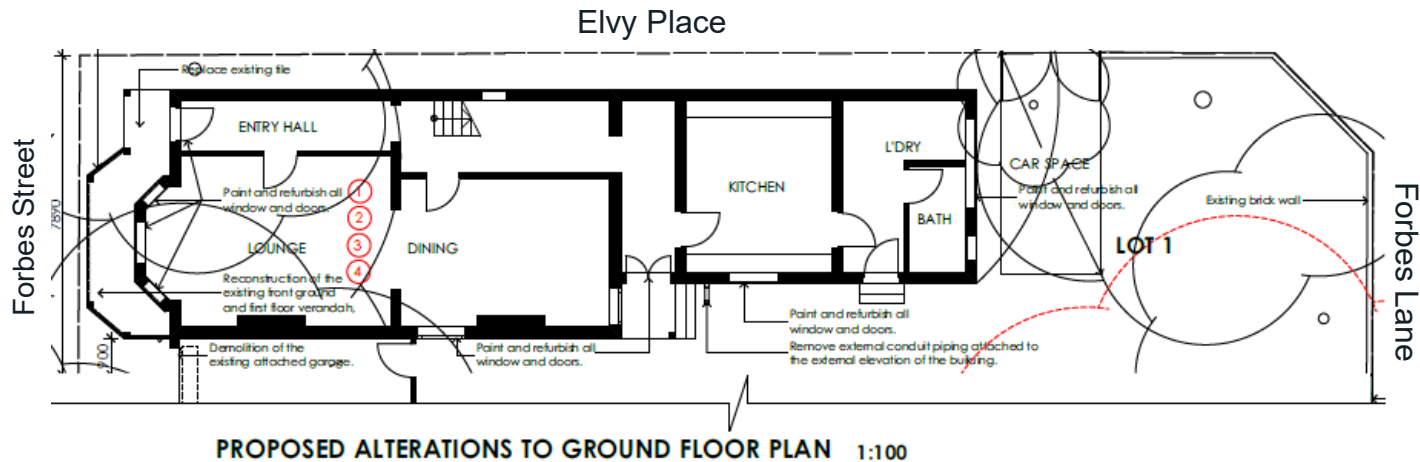 Elvy Place
Replace existing tile
ENTRY HALL
L'DRY
CAR SPACE
Forbes Street
7890
Paint and refurbish all
window and doors.
1
2
3
4
KITCHEN
Paint and refurbish all
window and doors.
Existing brick wall
BATH
LOUNGE
DINING
LOT 1
Forbes Lane
Reconstruction of the
existing front ground
and first floor verandah,
Paint and refurbish all
window and doors.
Demolition of the
existing attached garage.
Paint and refurbish all
window and doors.
Remove external conduit piping attached to
the external elevation of the building.
PROPOSED ALTERATIONS TO GROUND FLOOR PLAN 1:100